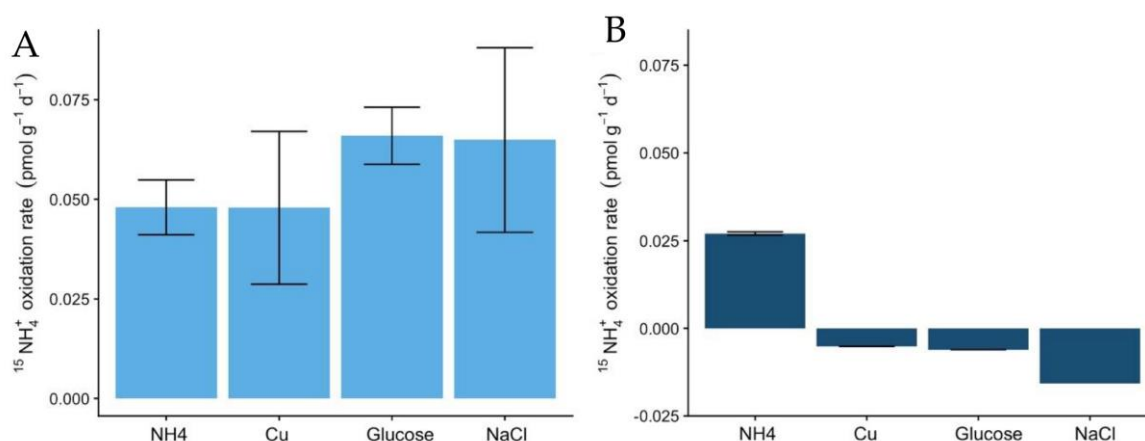 A
¹⁵NH₄⁺ oxidation rate (pmol g⁻¹ d⁻¹)
0.075
0.050
0.025
0.000
NH4 Cu Glucose NaCl
B
¹⁵NH₄⁺ oxidation rate (pmol g⁻¹ d⁻¹)
0.075
0.050
0.025
0.000
-0.025
NH4 Cu Glucose NaCl